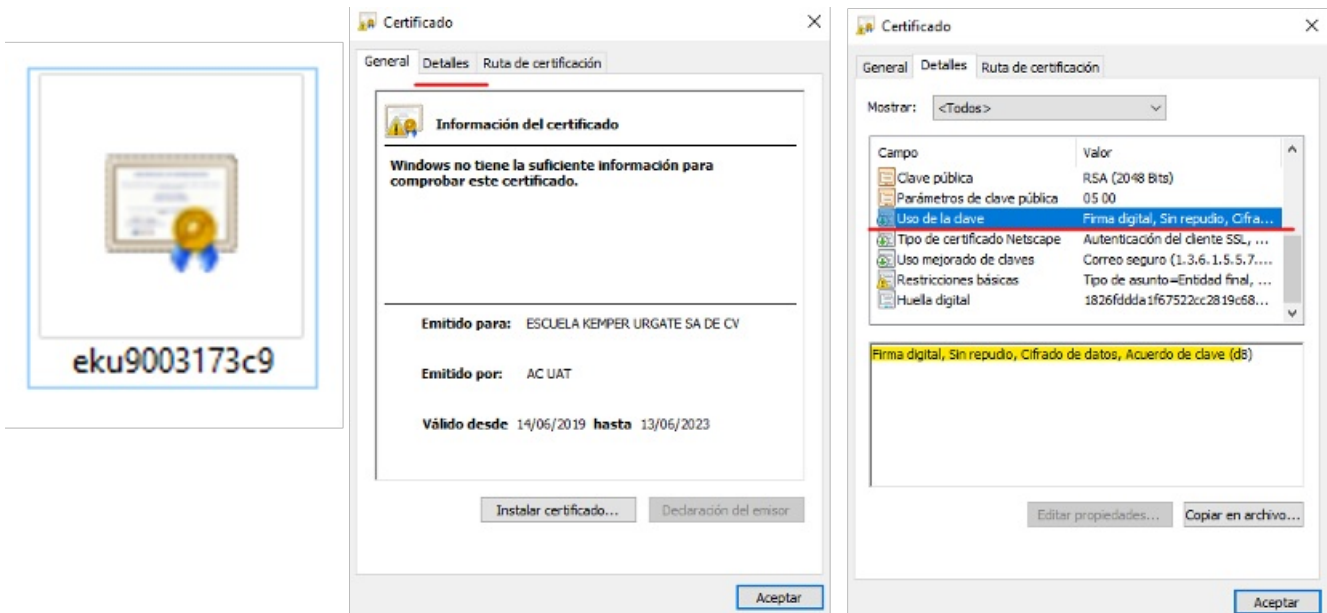 eku9003173c9
Certificado
General Detalles Ruta de certificación
Información del certificado
Windows no tiene la suficiente información para
comprobar este certificado.
Emitido para: ESCUELA KEMPER URGATE SA DE CV
Emitido por: AC UAT
Válido desde 14/06/2019 hasta 13/06/2023
Instalar certificado... Declaración del emisor
Aceptar
Certificado
General Detalles Ruta de certificación
Mostrar: <Todos>
Campo Valor
Clave pública RSA (2048 Bits)
Parámetros de clave pública 05 00
Uso de la clave Firma digital, Sin repudio, Cifra...
Tipo de certificado Netscape Autenticación del cliente SSL, ...
Uso mejorado de claves Correo seguro (1.3.6.1.5.5.7....
Restricciones básicas Tipo de asunto=Entidad final, ...
Huella digital 1826fddda1f67522cc2819c68...
Firma digital, Sin repudio, Cifrado de datos, Acuerdo de clave (d8)
Editar propiedades... Copiar en archivo...
Aceptar